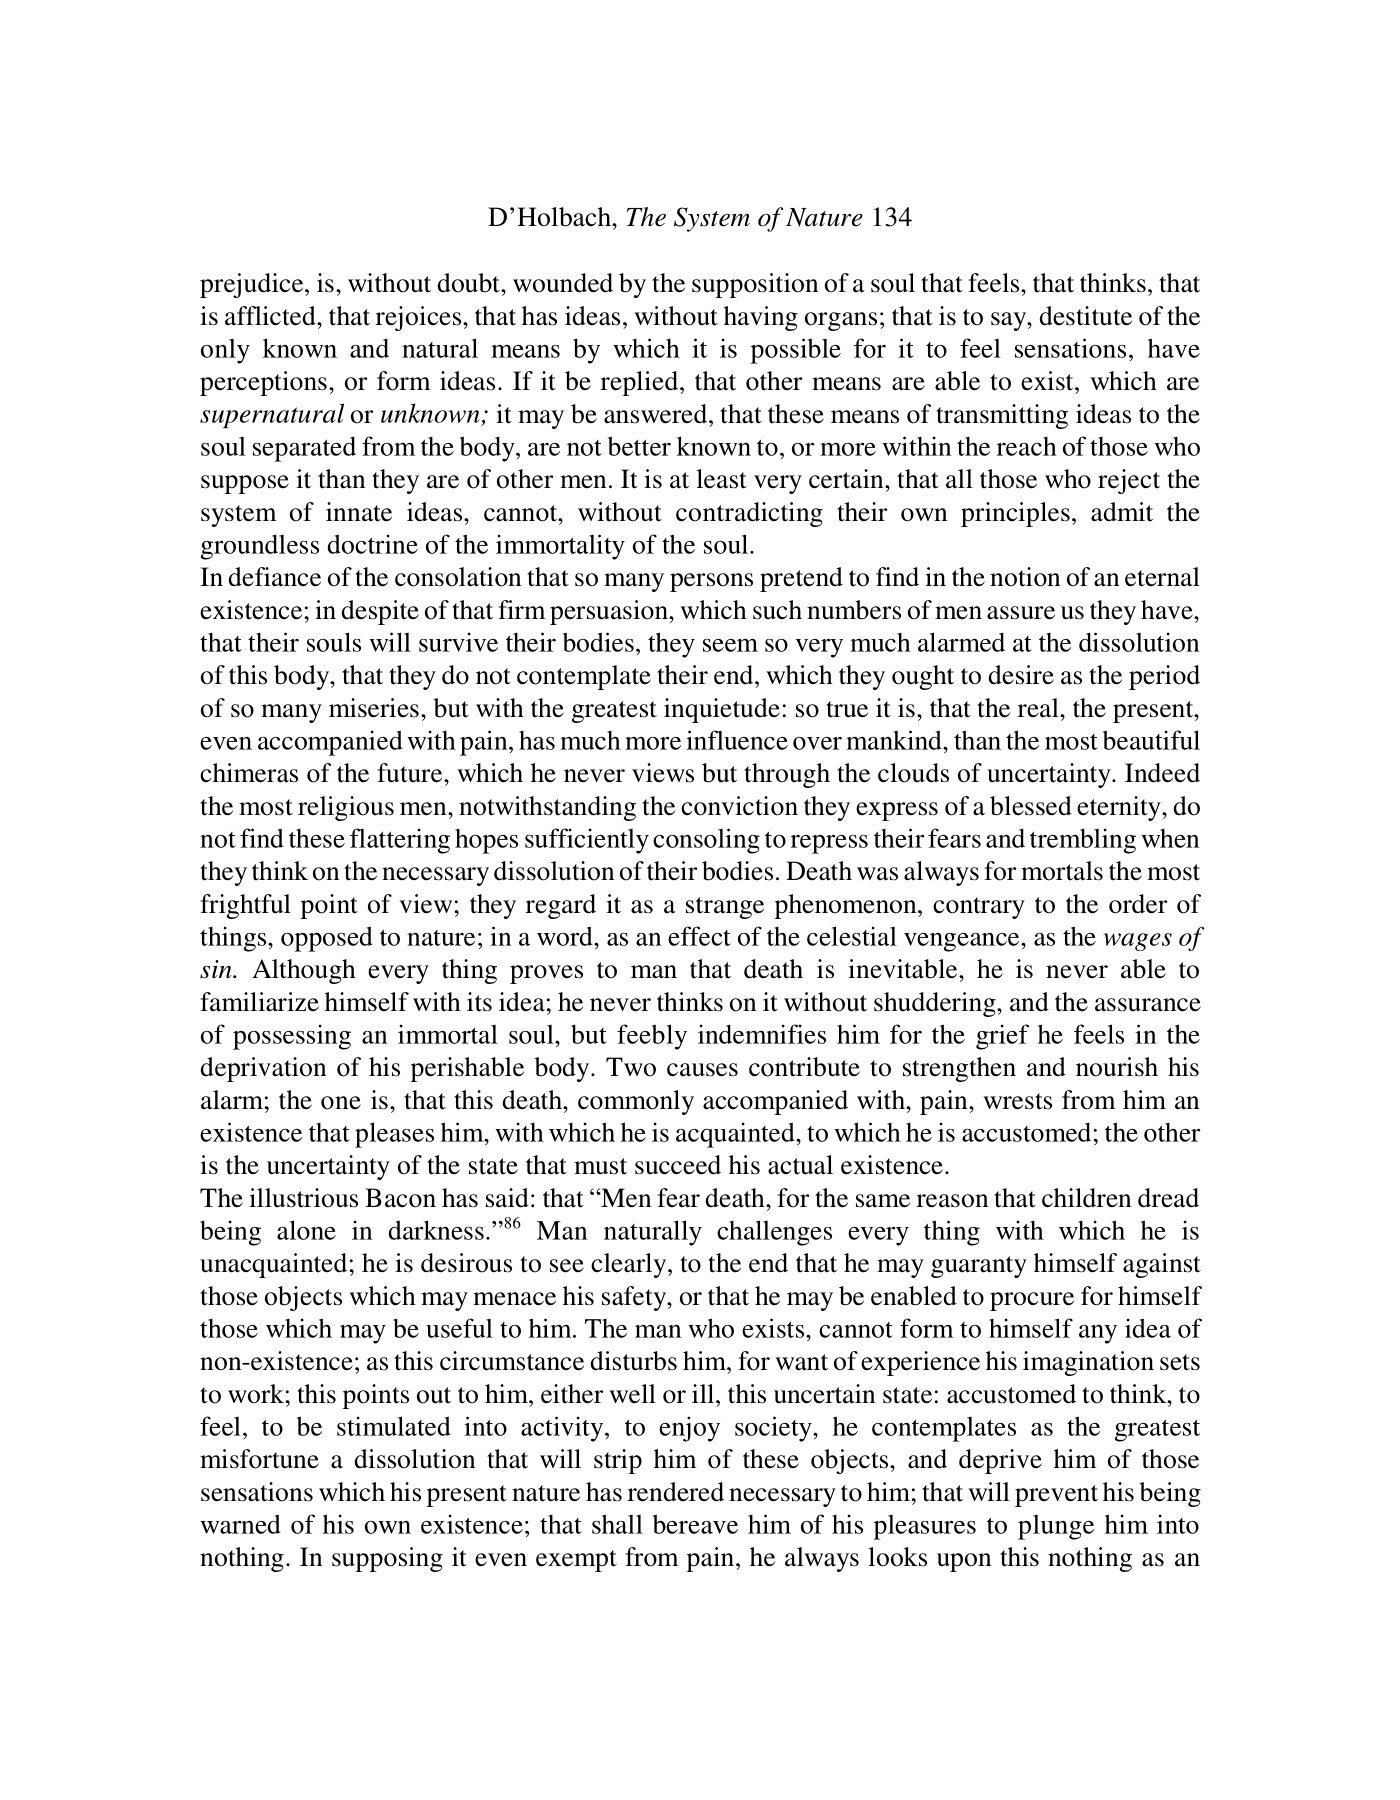 D’Holbach, The System of Nature 134
prejudice, is, without doubt, wounded by the supposition of a soul that feels, that thinks, that
is afflicted, that rejoices, that has ideas, without having organs; that is to say, destitute of the
only known and natural means by which it is possible for it to feel sensations, have
perceptions, or form ideas. If it be replied, that other means are able to exist, which are
supernatural or unknown; it may be answered, that these means of transmitting ideas to the
soul separated from the body, are not better known to, or more within the reach of those who
suppose it than they are of other men. It is at least very certain, that all those who reject the
system of innate ideas, cannot, without contradicting their own principles, admit the
groundless doctrine of the immortality of the soul.
In defiance of the consolation that so many persons pretend to find in the notion of an eternal
existence; in despite of that firm persuasion, which such numbers of men assure us they have,
that their souls will survive their bodies, they seem so very much alarmed at the dissolution
of this body, that they do not contemplate their end, which they ought to desire as the period
of so many miseries, but with the greatest inquietude: so true it is, that the real, the present,
even accompanied with pain, has much more influence over mankind, than the most beautiful
chimeras of the future, which he never views but through the clouds of uncertainty. Indeed
the most religious men, notwithstanding the conviction they express of a blessed eternity, do
not find these flattering hopes sufficiently consoling to repress their fears and trembling when
they think on the necessary dissolution of their bodies. Death was always for mortals the most
frightful point of view; they regard it as a strange phenomenon, contrary to the order of
things, opposed to nature; in a word, as an effect of the celestial vengeance, as the wages of
sin. Although every thing proves to man that death is inevitable, he is never able to
familiarize himself with its idea; he never thinks on it without shuddering, and the assurance
of possessing an immortal soul, but feebly indemnifies him for the grief he feels in the
deprivation of his perishable body. Two causes contribute to strengthen and nourish his
alarm; the one is, that this death, commonly accompanied with, pain, wrests from him an
existence that pleases him, with which he is acquainted, to which he is accustomed; the other
is the uncertainty of the state that must succeed his actual existence.
The illustrious Bacon has said: that “Men fear death, for the same reason that children dread
being alone in darkness.”86 Man naturally challenges every thing with which he is
unacquainted; he is desirous to see clearly, to the end that he may guaranty himself against
those objects which may menace his safety, or that he may be enabled to procure for himself
those which may be useful to him. The man who exists, cannot form to himself any idea of
non-existence; as this circumstance disturbs him, for want of experience his imagination sets
to work; this points out to him, either well or ill, this uncertain state: accustomed to think, to
feel, to be stimulated into activity, to enjoy society, he contemplates as the greatest
misfortune a dissolution that will strip him of these objects, and deprive him of those
sensations which his present nature has rendered necessary to him; that will prevent his being
warned of his own existence; that shall bereave him of his pleasures to plunge him into
nothing. In supposing it even exempt from pain, he always looks upon this nothing as an